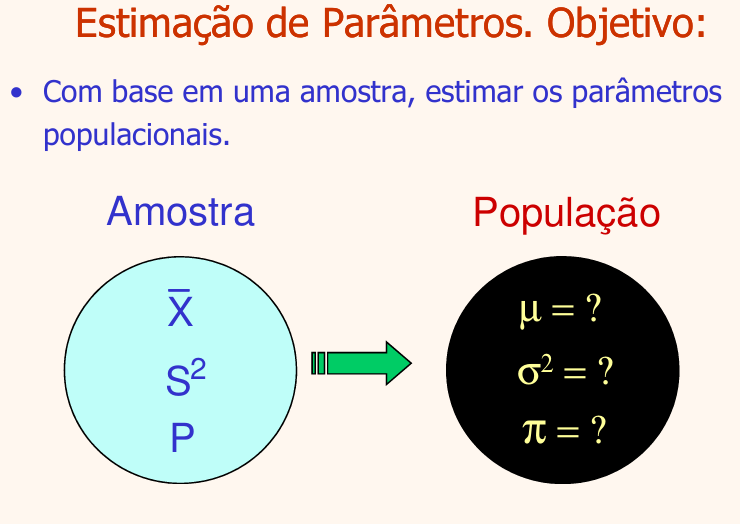 Estimação de Parâmetros. Objetivo:
• Com base em uma amostra, estimar os parâmetros
populacionais.
Amostra
População
X̅
S²
P
μ = ?
σ² = ?
π = ?